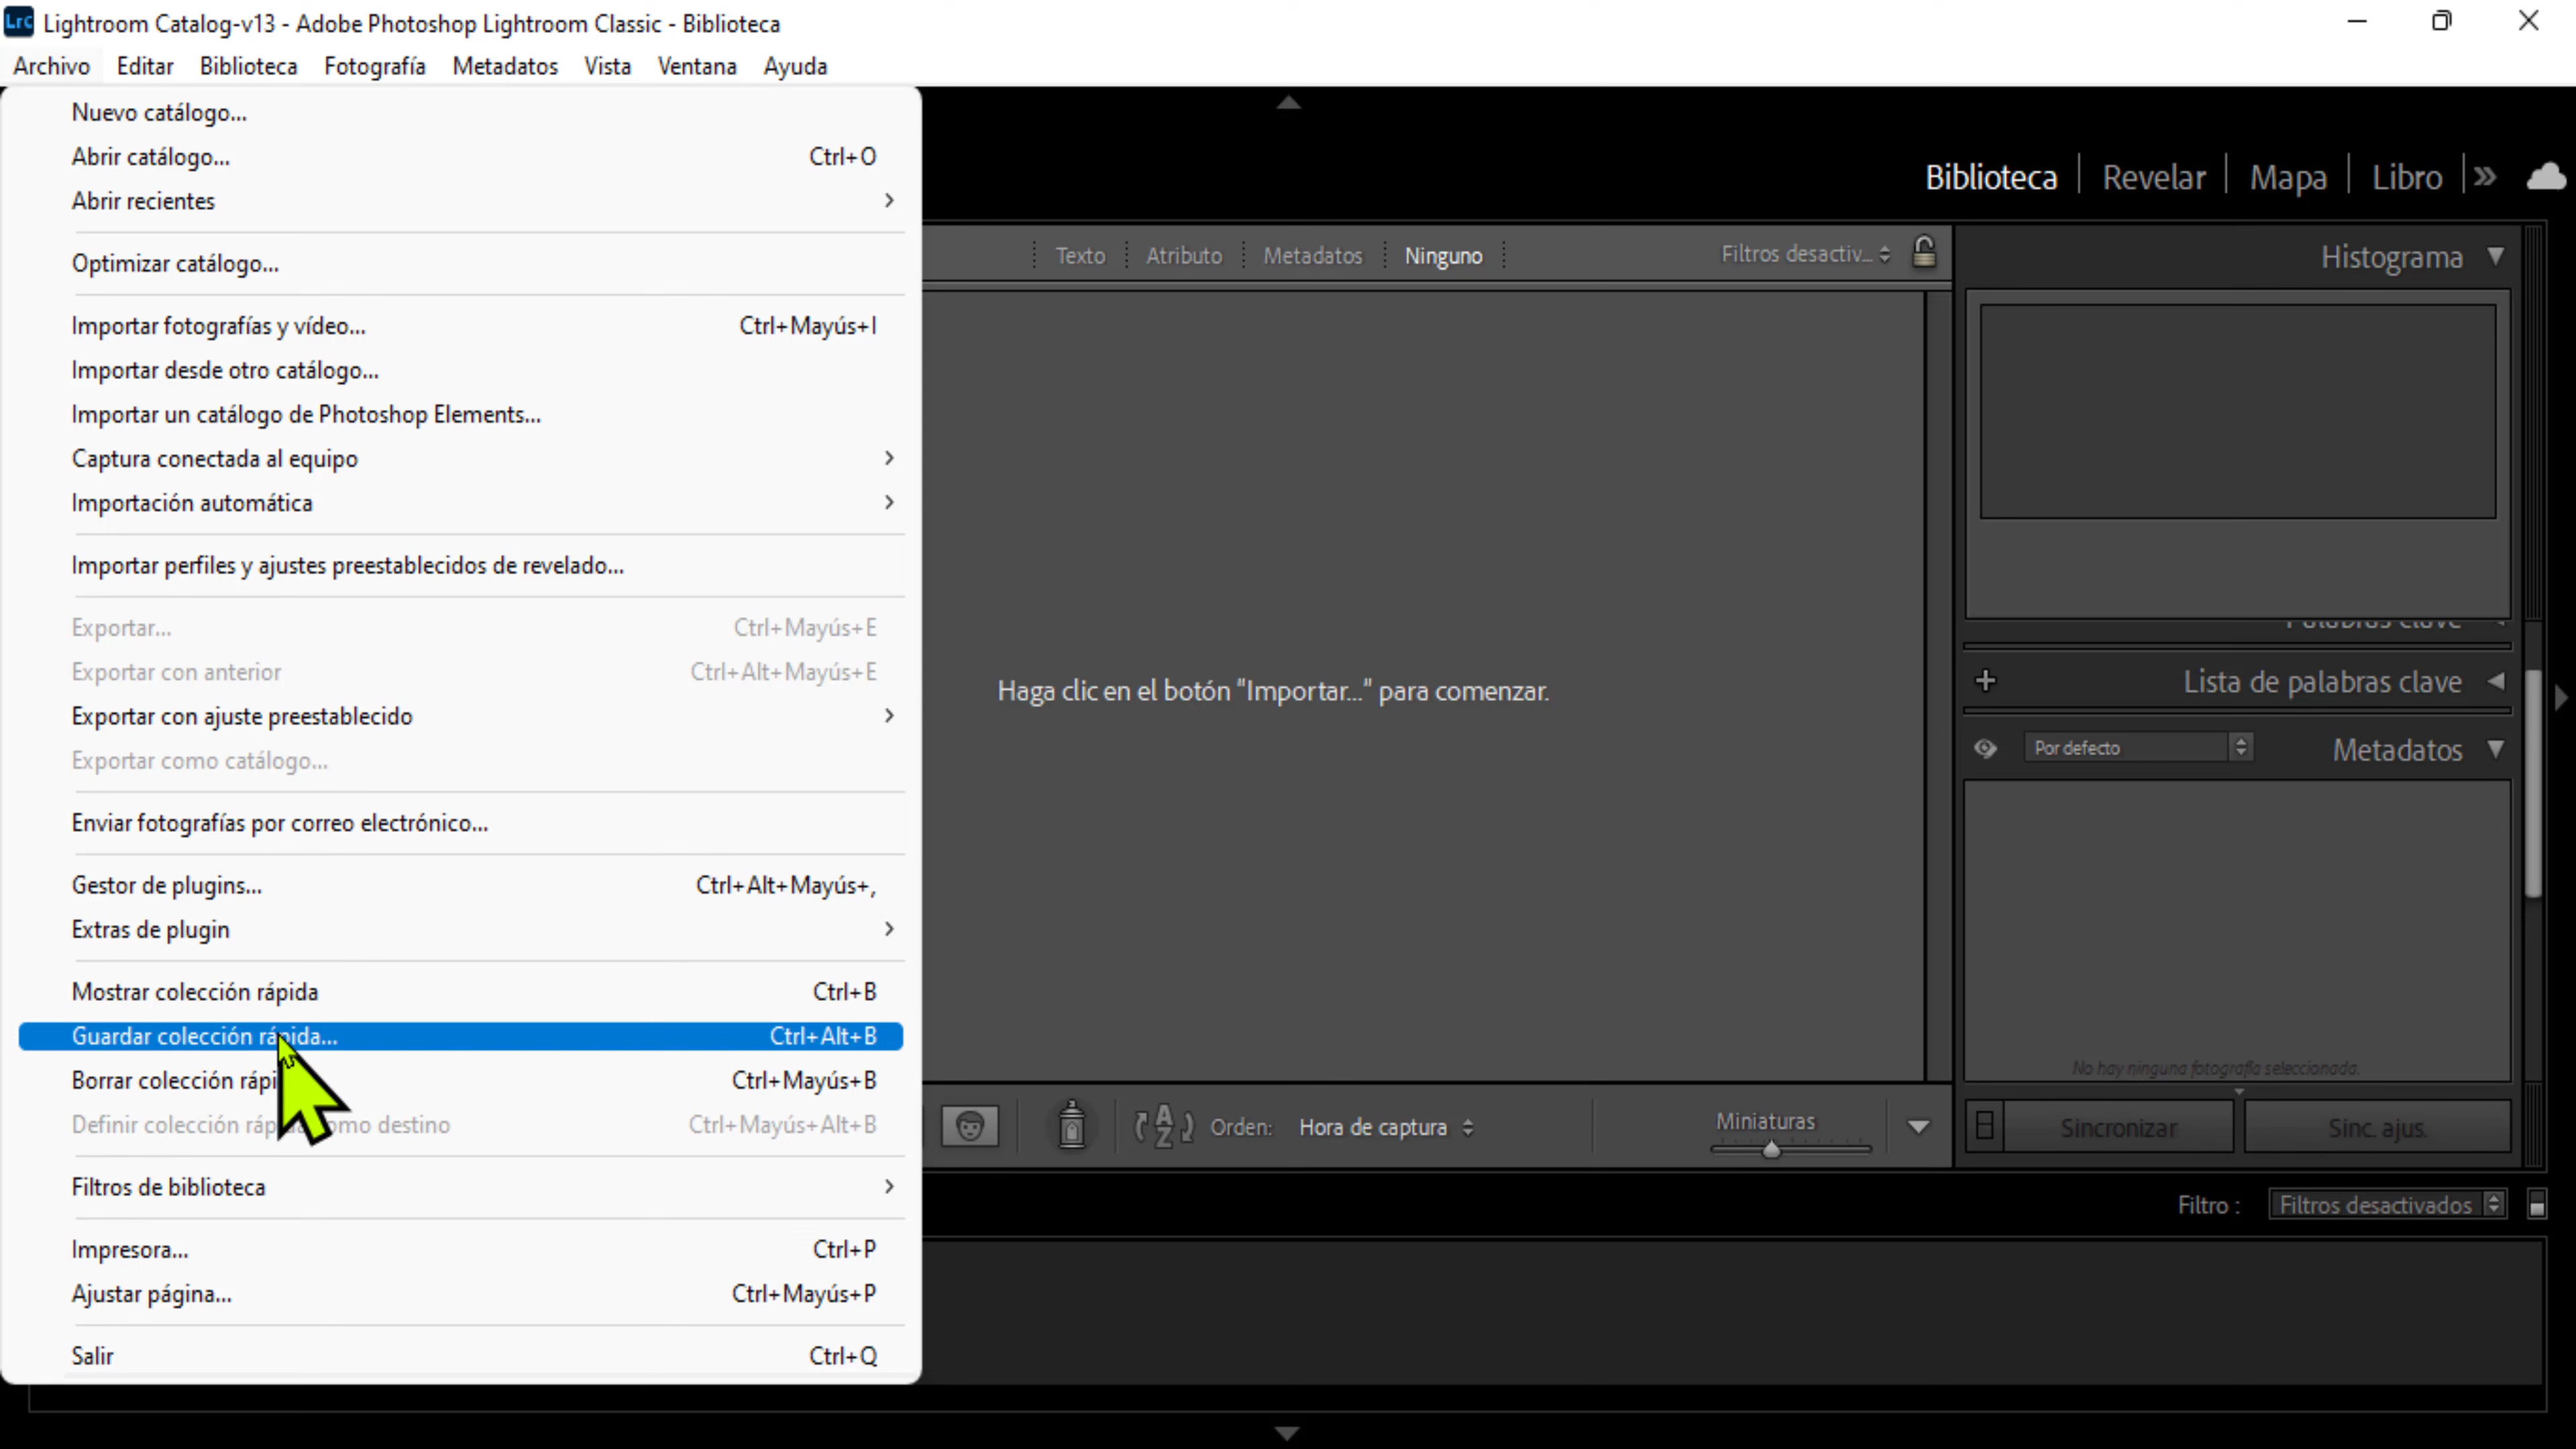 Lrc Lightroom Catalog-v13 - Adobe Photoshop Lightroom Classic - Biblioteca
Archivo Editar Biblioteca Fotografía Metadatos Vista Ventana Ayuda
Nuevo catálogo...
Abrir catálogo... Ctrl+O
Abrir recientes
Optimizar catálogo...
Importar fotografías y vídeo... Ctrl+Mayús+I
Importar desde otro catálogo...
Importar un catálogo de Photoshop Elements...
Captura conectada al equipo
Importación automática
Importar perfiles y ajustes preestablecidos de revelado...
Exportar... Ctrl+Mayús+E
Exportar con anterior Ctrl+Alt+Mayús+E
Exportar con ajuste preestablecido
Exportar como catálogo...
Enviar fotografías por correo electrónico...
Gestor de plugins... Ctrl+Alt+Mayús+,
Extras de plugin
Mostrar colección rápida Ctrl+B
Guardar colección rápida... Ctrl+Alt+B
Borrar colección rápi Ctrl+Mayús+B
Definir colección rápida como destino Ctrl+Mayús+Alt+B
Filtros de biblioteca
Impresora... Ctrl+P
Ajustar página... Ctrl+Mayús+P
Salir Ctrl+Q
Biblioteca Revelar Mapa Libro
Texto Atributo Metadatos Ninguno Filtros desactiv...
Haga clic en el botón "Importar..." para comenzar.
A Z Orden: Hora de captura Miniaturas
Histograma
Palabras clave
Lista de palabras clave
Por defecto Metadatos
No hay ninguna fotografía seleccionada.
Sincronizar Sinc. ajus.
Filtro : Filtros desactivados